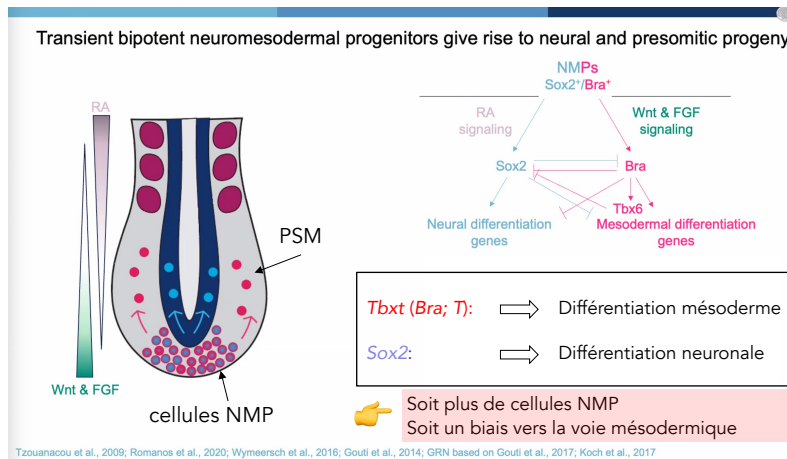 Transient bipotent neuromesodermal progenitors give rise to neural and presomitic progeny
RA
Wnt & FGF
PSM
cellules NMP
NMPs
Sox2⁺/Bra⁺
RA
signaling
Wnt & FGF
signaling
Sox2
Bra
Tbx6
Neural differentiation
genes
Mesodermal differentiation
genes
Tbxt (Bra; T): Différentiation mésoderme
Sox2: Différentiation neuronale
Soit plus de cellules NMP
Soit un biais vers la voie mésodermique
Tzouanacou et al., 2009; Romanos et al., 2020; Wymeersch et al., 2016; Gouti et al., 2014; GRN based on Gouti et al., 2017; Koch et al., 2017